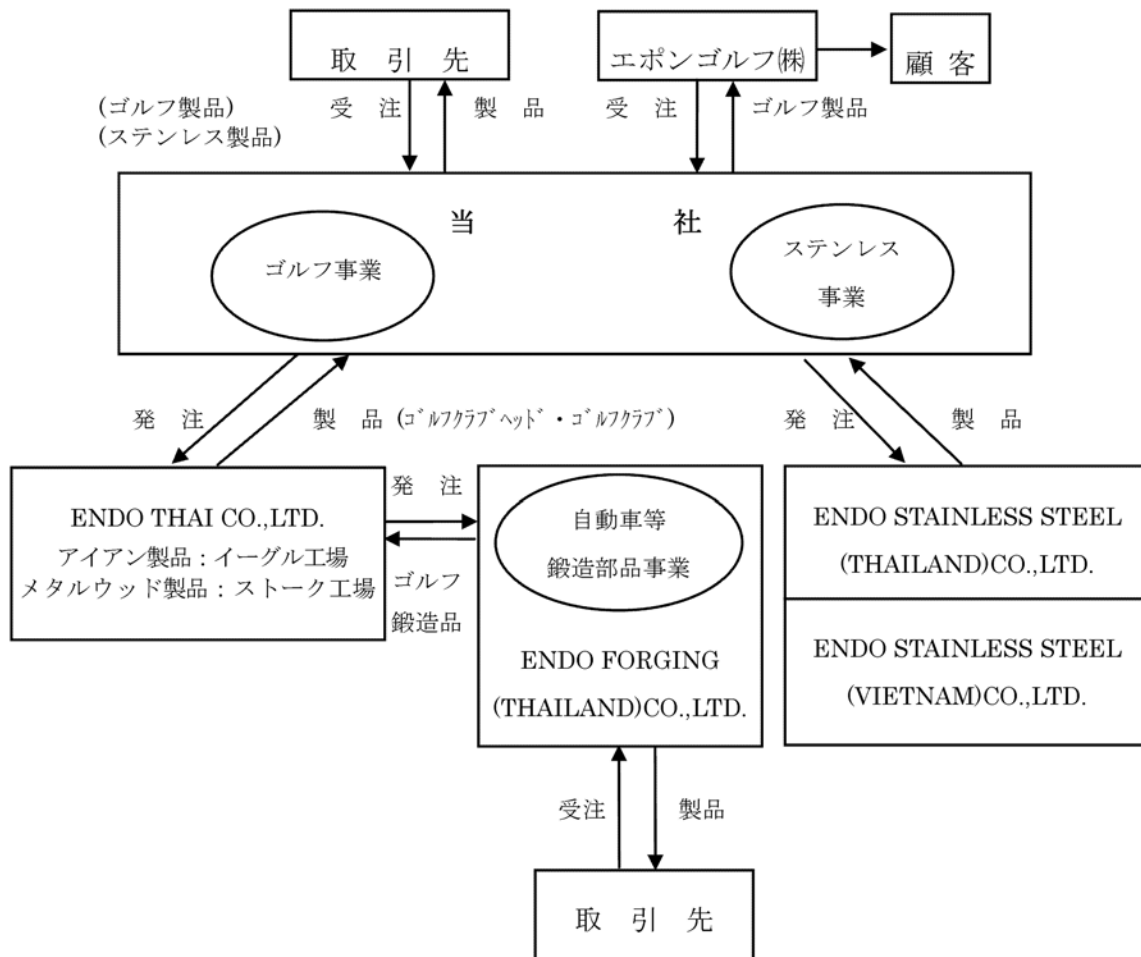 取 引 先
エポンゴルフ㈱
顧 客
(ゴルフ製品)
(ステンレス製品)
受 注
製 品
受 注
ゴルフ製品
当 社
ゴルフ事業
ステンレス
事業
発 注
製 品 (ｺﾞﾙﾌｸﾗﾌﾞﾍｯﾄﾞ・ｺﾞﾙﾌｸﾗﾌﾞ)
発 注
製 品
ENDO THAI CO.,LTD.
アイアン製品：イーグル工場
メタルウッド製品：ストーク工場
発 注
ゴルフ
鍛造品
自動車等
鍛造部品事業
ENDO FORGING
(THAILAND)CO.,LTD.
ENDO STAINLESS STEEL
(THAILAND)CO.,LTD.
ENDO STAINLESS STEEL
(VIETNAM)CO.,LTD.
受注
製品
取 引 先